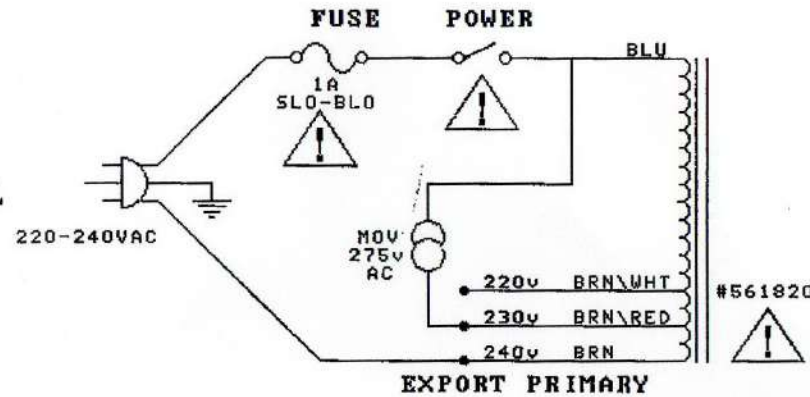 FUSE
POWER
BLU
1A
SLO-BLO
!
!
220-240VAC
MOV
275v
AC
220v BRN\WHT
230v BRN\RED
240v BRN
#561820
!
EXPORT PRIMARY